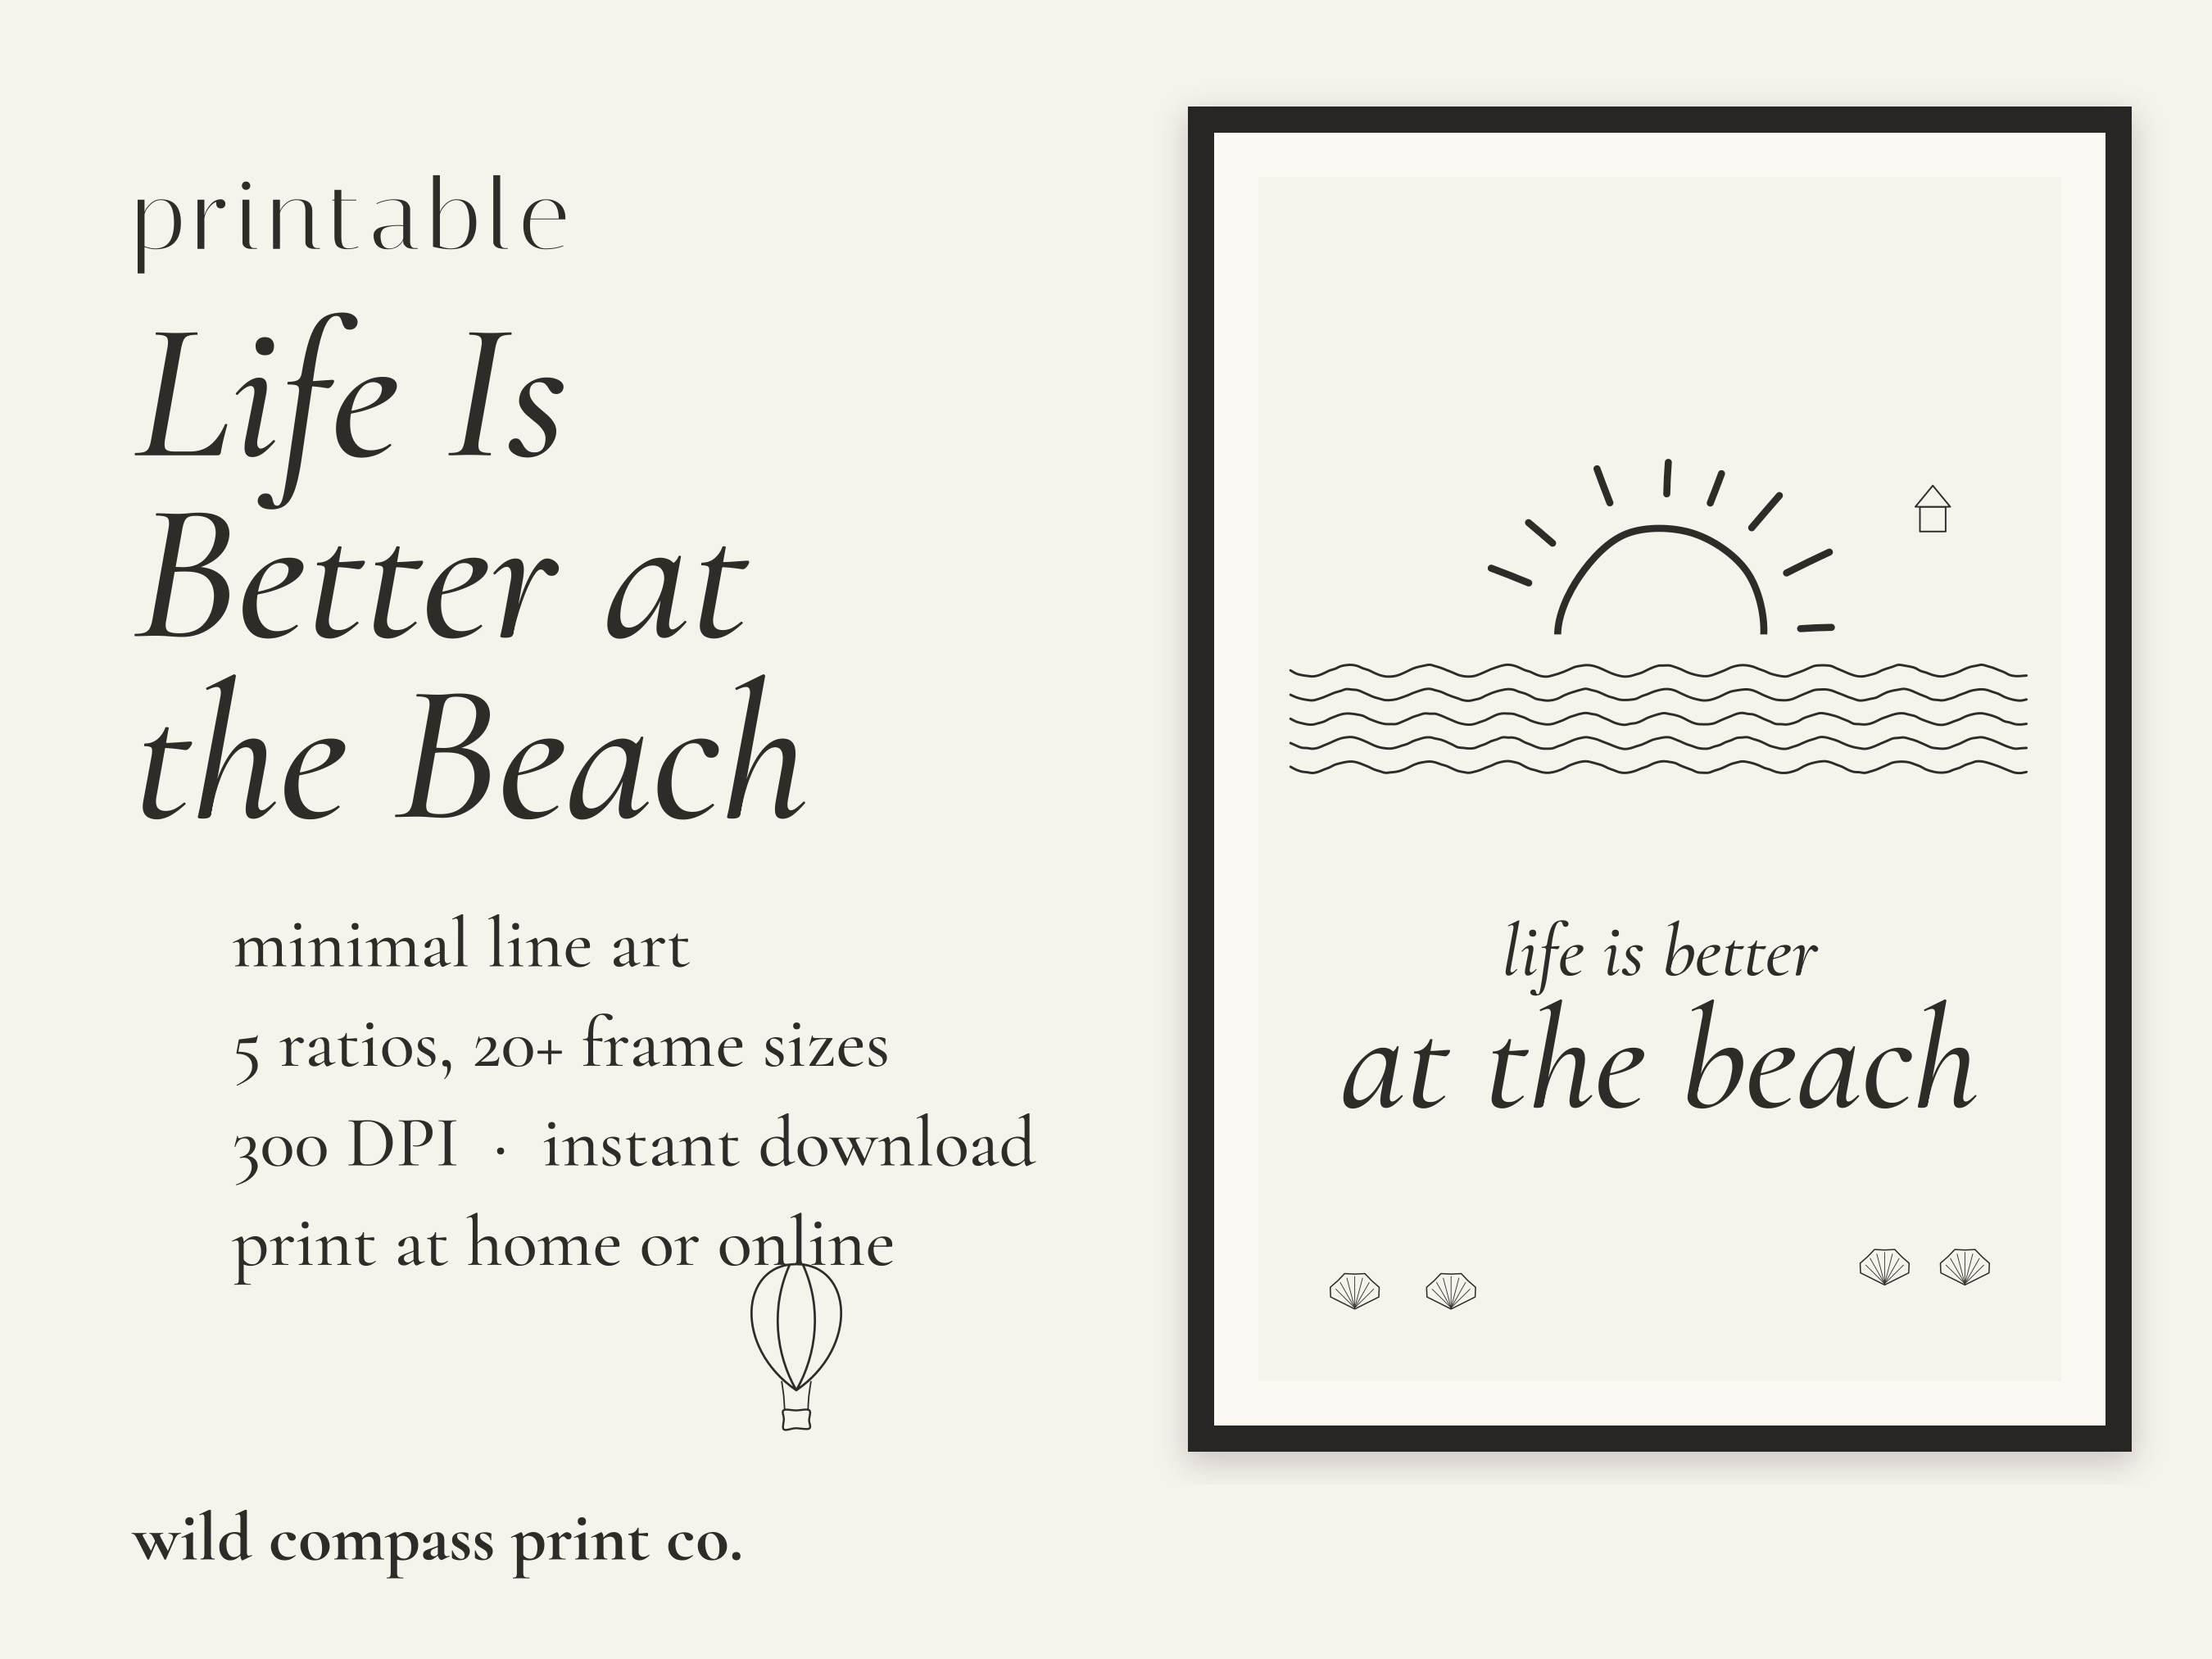 printable
Life Is
Better at
the Beach
minimal line art
5 ratios, 20+ frame sizes
300 DPI · instant download
print at home or online
wild compass print co.
life is better
at the beach